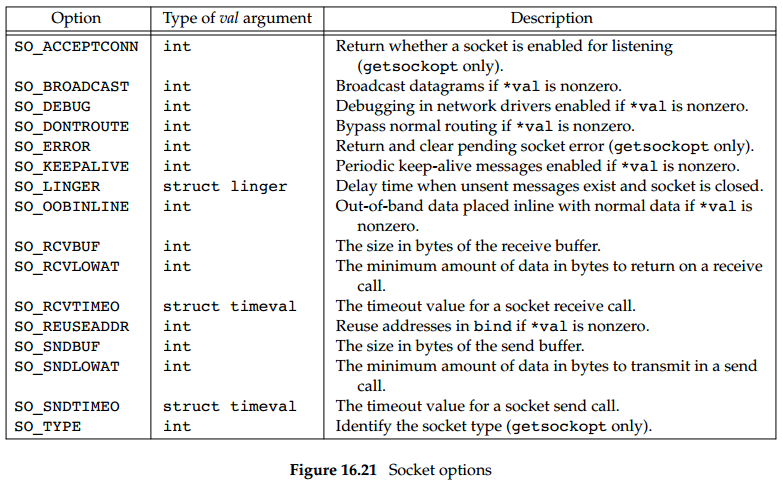 Option Type of val argument Description
SO_ACCEPTCONN int Return whether a socket is enabled for listening
(getsockopt only).
SO_BROADCAST int Broadcast datagrams if *val is nonzero.
SO_DEBUG int Debugging in network drivers enabled if *val is nonzero.
SO_DONTROUTE int Bypass normal routing if *val is nonzero.
SO_ERROR int Return and clear pending socket error (getsockopt only).
SO_KEEPALIVE int Periodic keep-alive messages enabled if *val is nonzero.
SO_LINGER struct linger Delay time when unsent messages exist and socket is closed.
SO_OOBINLINE int Out-of-band data placed inline with normal data if *val is
nonzero.
SO_RCVBUF int The size in bytes of the receive buffer.
SO_RCVLOWAT int The minimum amount of data in bytes to return on a receive
call.
SO_RCVTIMEO struct timeval The timeout value for a socket receive call.
SO_REUSEADDR int Reuse addresses in bind if *val is nonzero.
SO_SNDBUF int The size in bytes of the send buffer.
SO_SNDLOWAT int The minimum amount of data in bytes to transmit in a send
call.
SO_SNDTIMEO struct timeval The timeout value for a socket send call.
SO_TYPE int Identify the socket type (getsockopt only).
Figure 16.21 Socket options